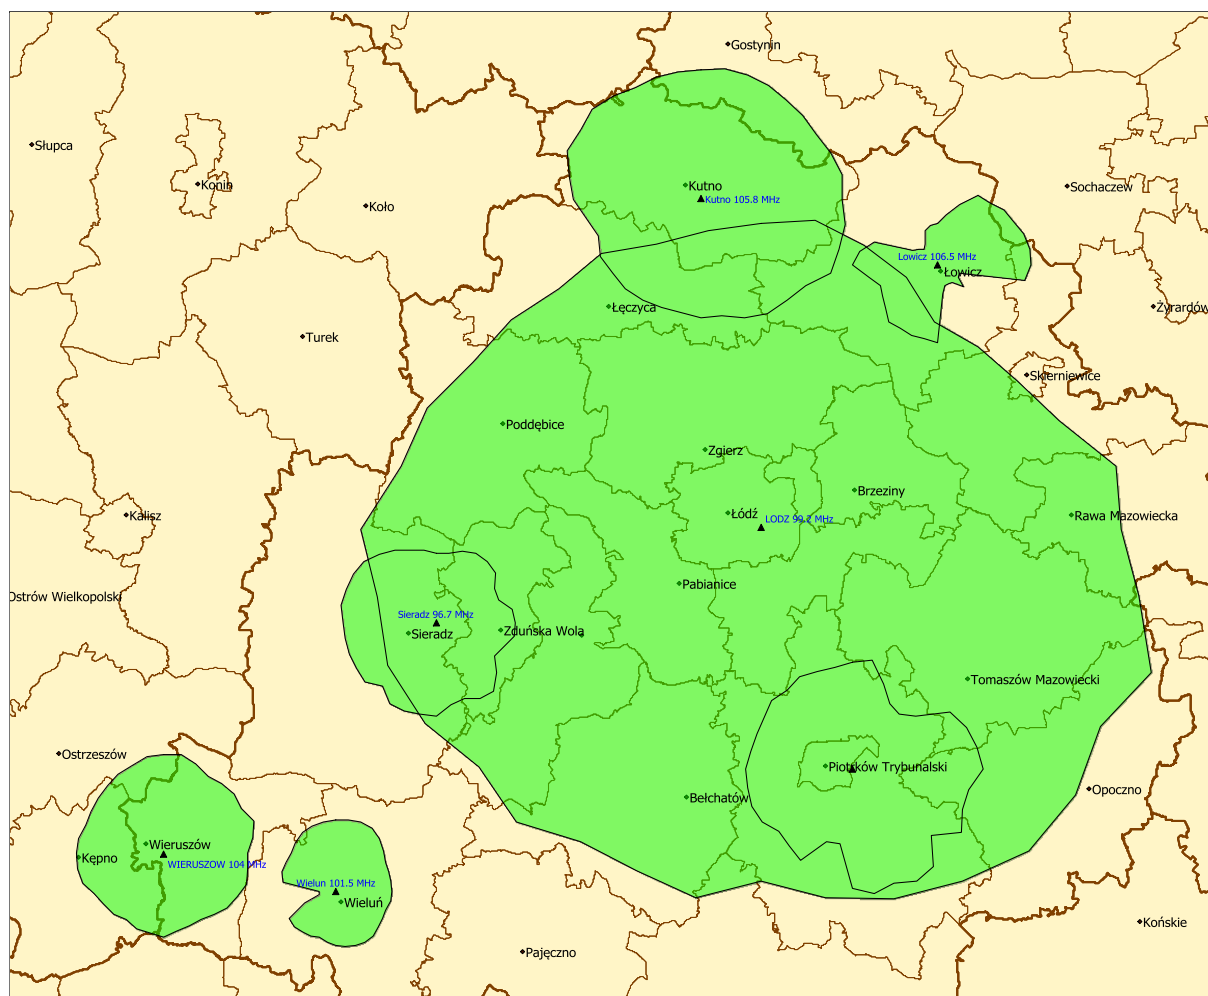 Gostynin
Słupca
Konin
Kutno
Sochaczew
Kutno 105.8 MHz
Koło
Lowicz 106.5 MHz
Łowicz
Łęczyca
Żyrardów
Turek
Skierniewice
Poddębice
Zgierz
Brzeziny
Kalisz
Łódź
LODZ 99.2 MHz
Rawa Mazowiecka
Pabianice
Ostrów Wielkopolski
Sieradz 96.7 MHz
Sieradz
Zduńska Wola
Tomaszów Mazowiecki
Ostrzeszów
Piotrków Trybunalski
Opoczno
Bełchatów
Wieruszów
Kępno
WIERUSZOW 104 MHz
Wielun 101.5 MHz
Wieluń
Końskie
Pajęczno